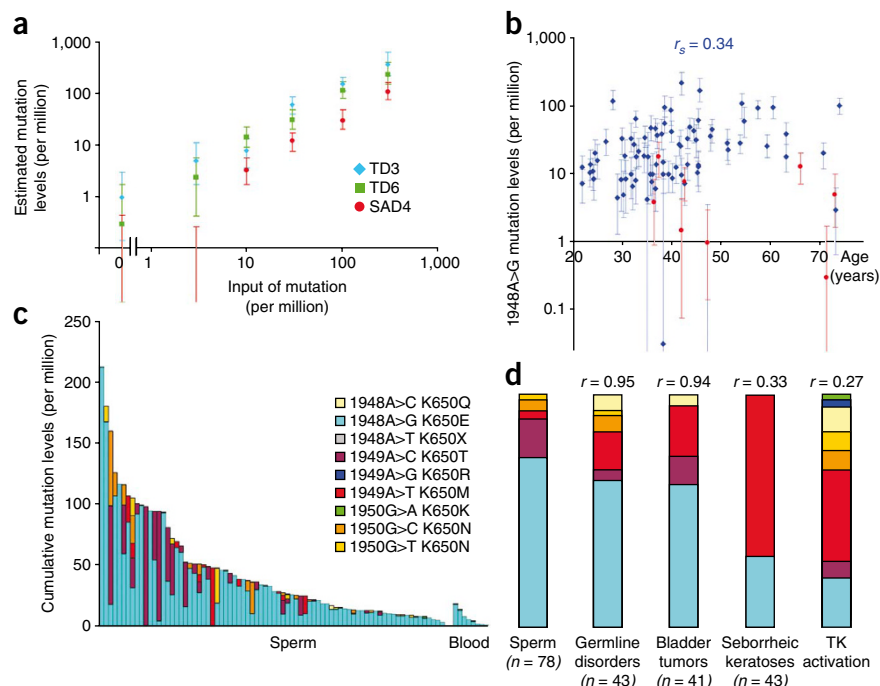 a
1,000
100
10
1
0
1
10
100
1,000
Estimated mutation
levels (per million)
Input of mutation
(per million)
TD3
TD6
SAD4
b
rs = 0.34
1,000
100
10
1
0.1
20
30
40
50
60
70
Age
(years)
1948A>G mutation levels (per million)
c
250
200
150
100
50
0
Cumulative mutation levels (per million)
1948A>C K650Q
1948A>G K650E
1948A>T K650X
1949A>C K650T
1949A>G K650R
1949A>T K650M
1950G>A K650K
1950G>C K650N
1950G>T K650N
Sperm
Blood
d
r = 0.95
r = 0.94
r = 0.33
r = 0.27
Sperm
(n = 78)
Germline
disorders
(n = 43)
Bladder
tumors
(n = 41)
Seborrheic
keratoses
(n = 43)
TK
activation